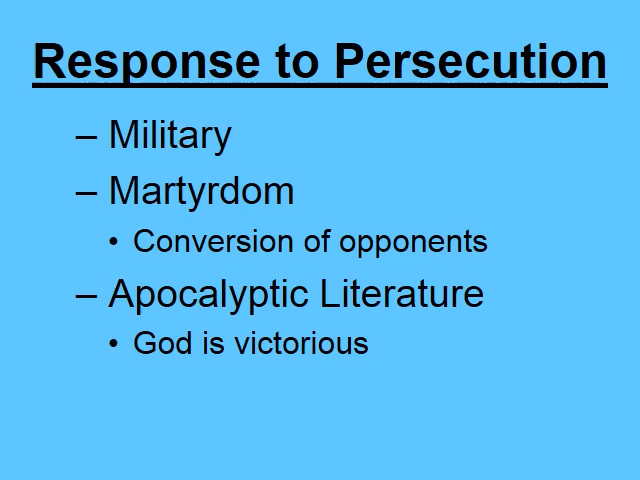 Response to Persecution
– Military
– Martyrdom
• Conversion of opponents
– Apocalyptic Literature
• God is victorious